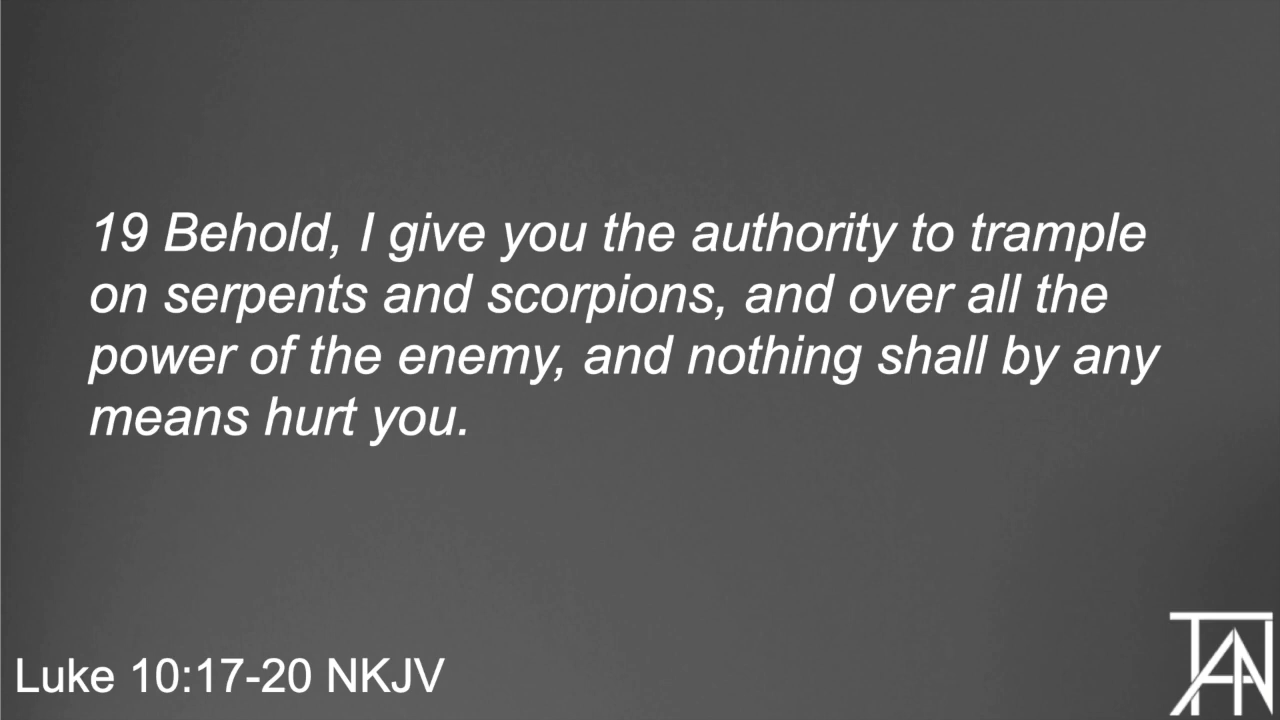 19 Behold, I give you the authority to trample
on serpents and scorpions, and over all the
power of the enemy, and nothing shall by any
means hurt you.
Luke 10:17-20 NKJV